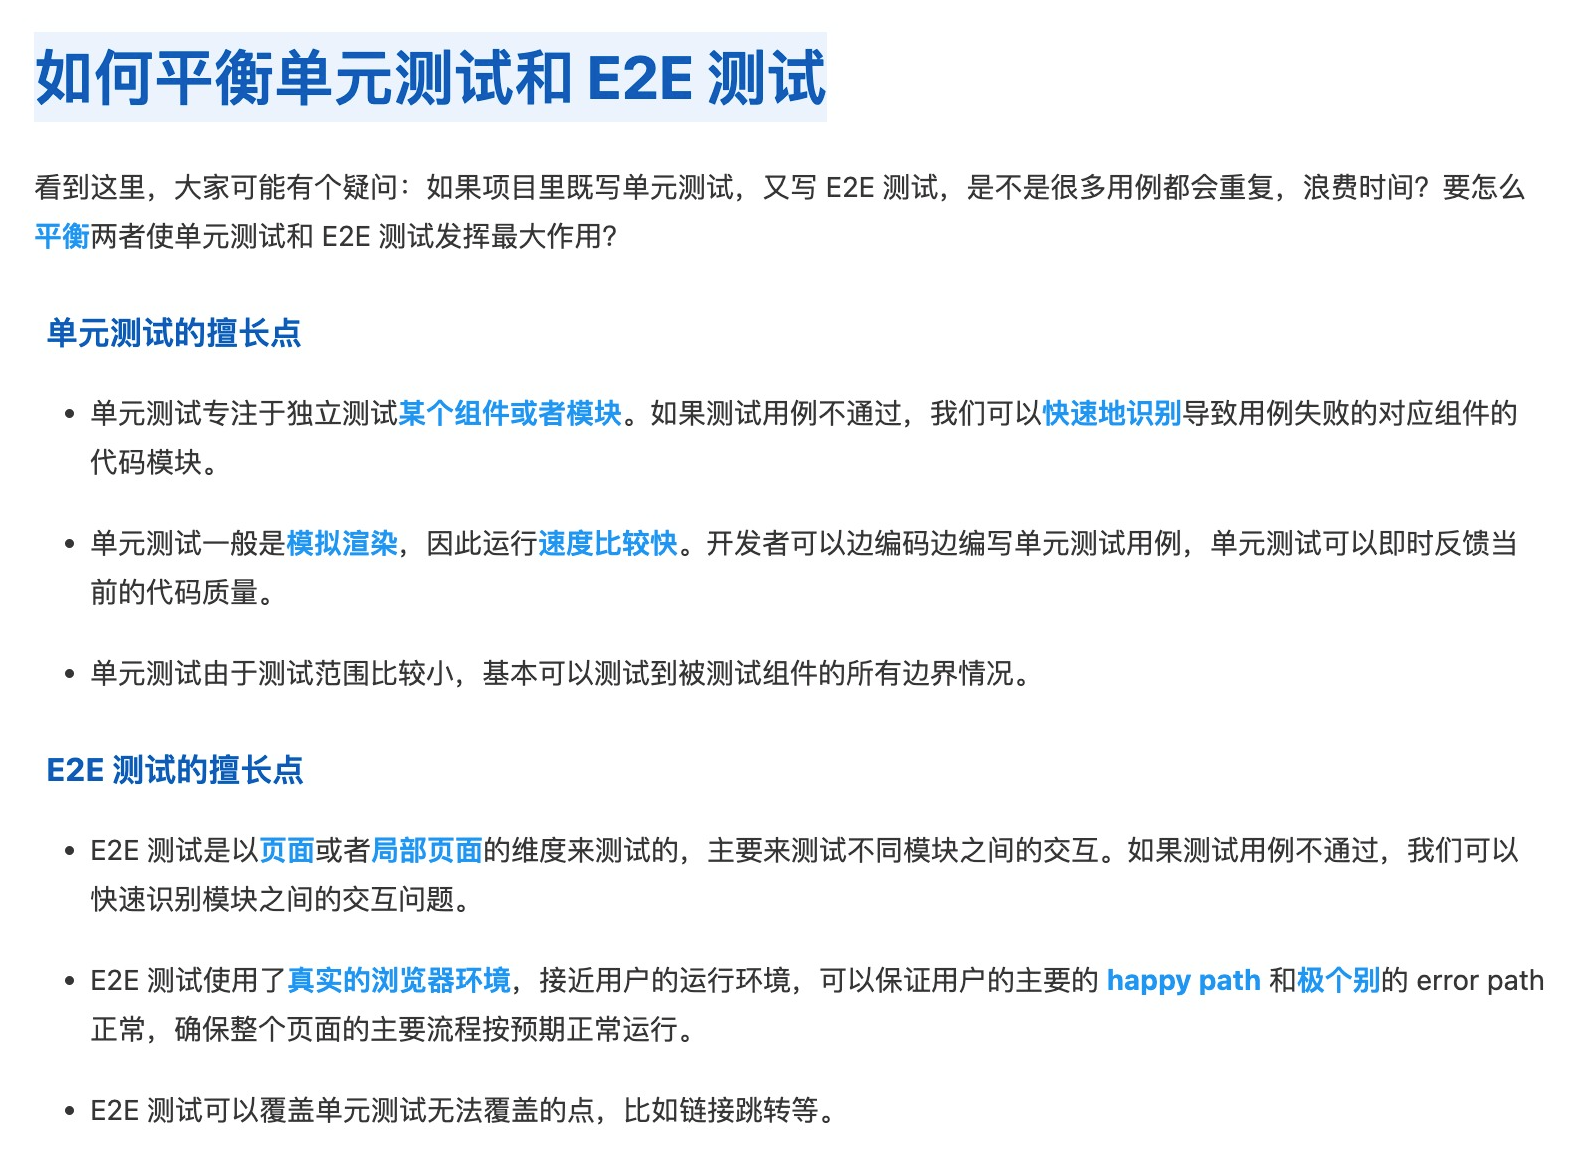 如何平衡单元测试和 E2E 测试
看到这里，大家可能有个疑问：如果项目里既写单元测试，又写 E2E 测试，是不是很多用例都会重复，浪费时间？要怎么
平衡两者使单元测试和 E2E 测试发挥最大作用？
单元测试的擅长点
• 单元测试专注于独立测试某个组件或者模块。如果测试用例不通过，我们可以快速地识别导致用例失败的对应组件的
代码模块。
• 单元测试一般是模拟渲染，因此运行速度比较快。开发者可以边编码边编写单元测试用例，单元测试可以即时反馈当
前的代码质量。
• 单元测试由于测试范围比较小，基本可以测试到被测试组件的所有边界情况。
E2E 测试的擅长点
• E2E 测试是以页面或者局部页面的维度来测试的，主要来测试不同模块之间的交互。如果测试用例不通过，我们可以
快速识别模块之间的交互问题。
• E2E 测试使用了真实的浏览器环境，接近用户的运行环境，可以保证用户的主要的 happy path 和极个别的 error path
正常，确保整个页面的主要流程按预期正常运行。
• E2E 测试可以覆盖单元测试无法覆盖的点，比如链接跳转等。